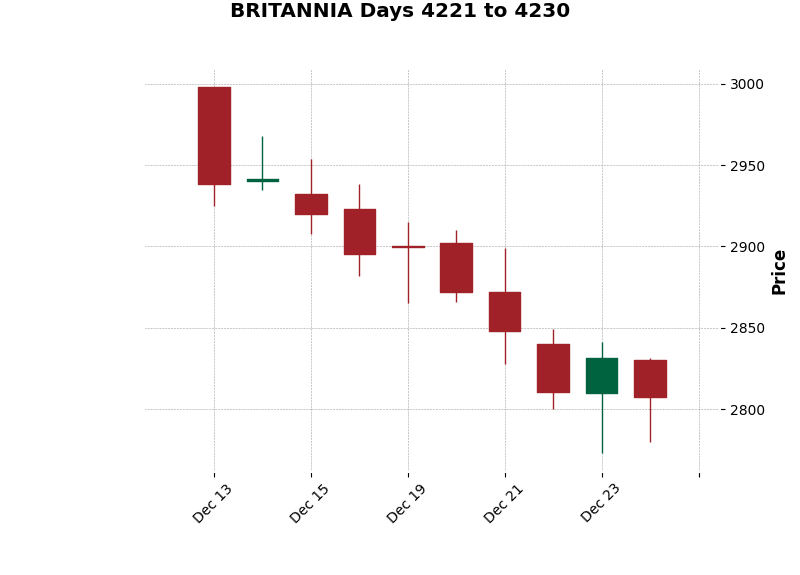 BRITANNIA Days 4221 to 4230
3000
2950
2900
2850
2800
Price
Dec 13
Dec 15
Dec 19
Dec 21
Dec 23